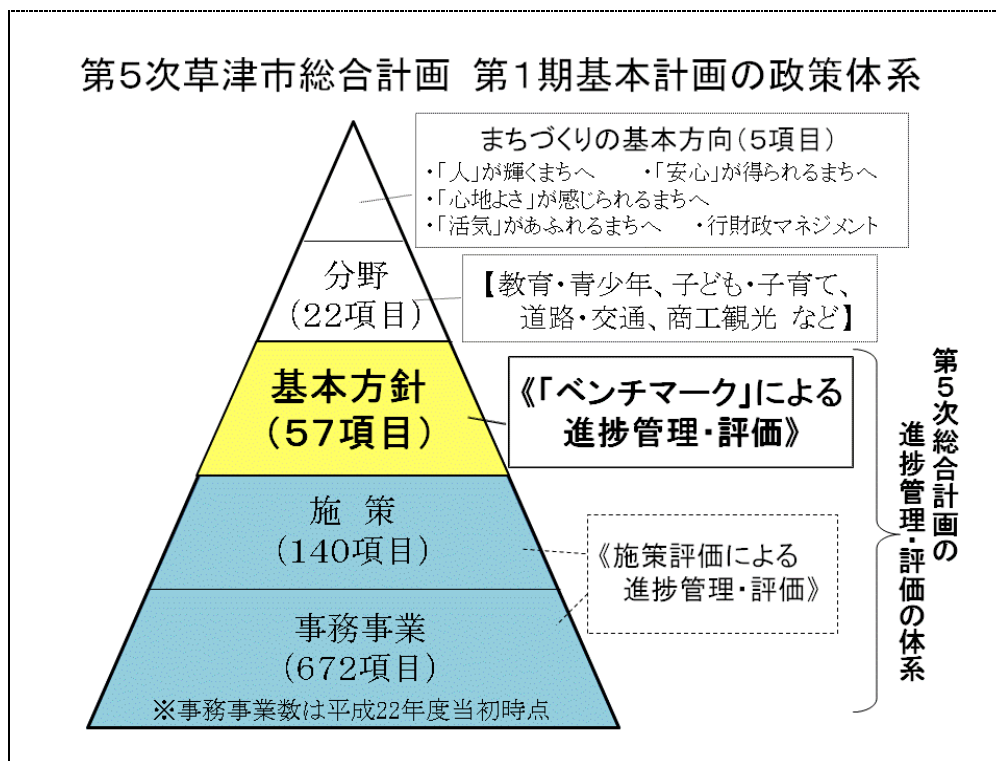 第5次草津市総合計画 第1期基本計画の政策体系
まちづくりの基本方向(5項目)
・「人」が輝くまちへ ・「安心」が得られるまちへ
・「心地よさ」が感じられるまちへ
・「活気」があふれるまちへ ・行財政マネジメント
分野
(22項目)
【教育・青少年、子ども・子育て、
道路・交通、商工観光 など】
基本方針
(57項目)
《「ベンチマーク」による
進捗管理・評価》
施 策
(140項目)
《施策評価による
進捗管理・評価》
事務事業
(672項目)
※事務事業数は平成22年度当初時点
第5次総合計画の
進捗管理・評価の体系